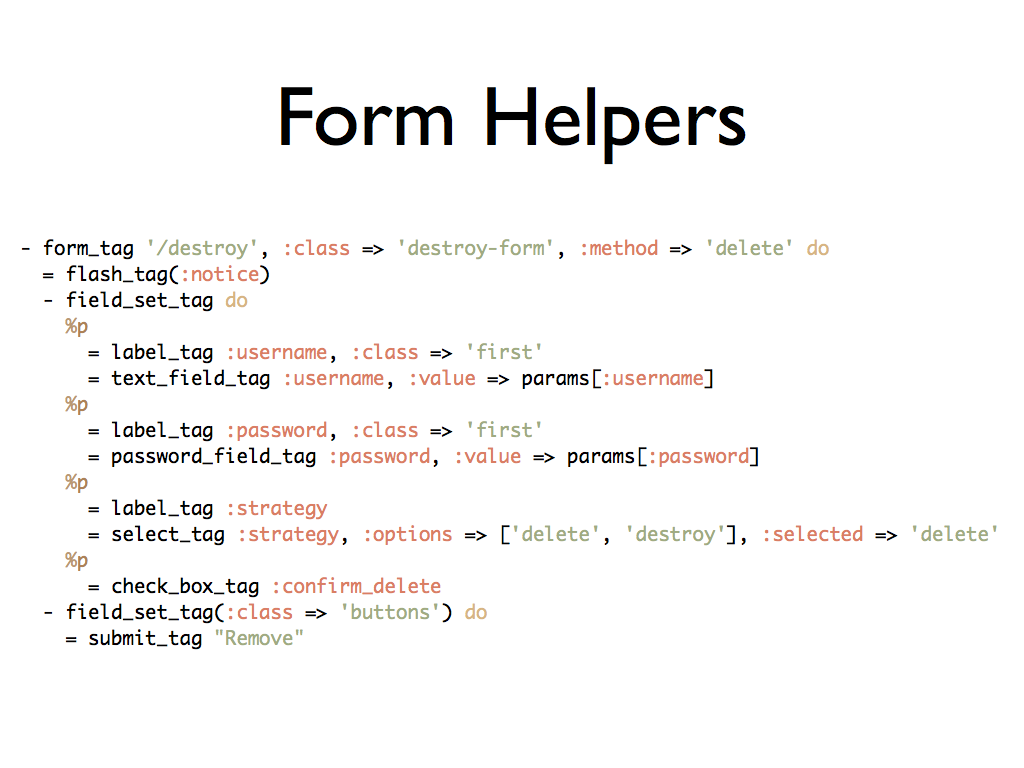 Form Helpers
- form_tag '/destroy', :class => 'destroy-form', :method => 'delete' do
  = flash_tag(:notice)
  - field_set_tag do
    %p
      = label_tag :username, :class => 'first'
      = text_field_tag :username, :value => params[:username]
    %p
      = label_tag :password, :class => 'first'
      = password_field_tag :password, :value => params[:password]
    %p
      = label_tag :strategy
      = select_tag :strategy, :options => ['delete', 'destroy'], :selected => 'delete'
    %p
      = check_box_tag :confirm_delete
  - field_set_tag(:class => 'buttons') do
    = submit_tag "Remove"